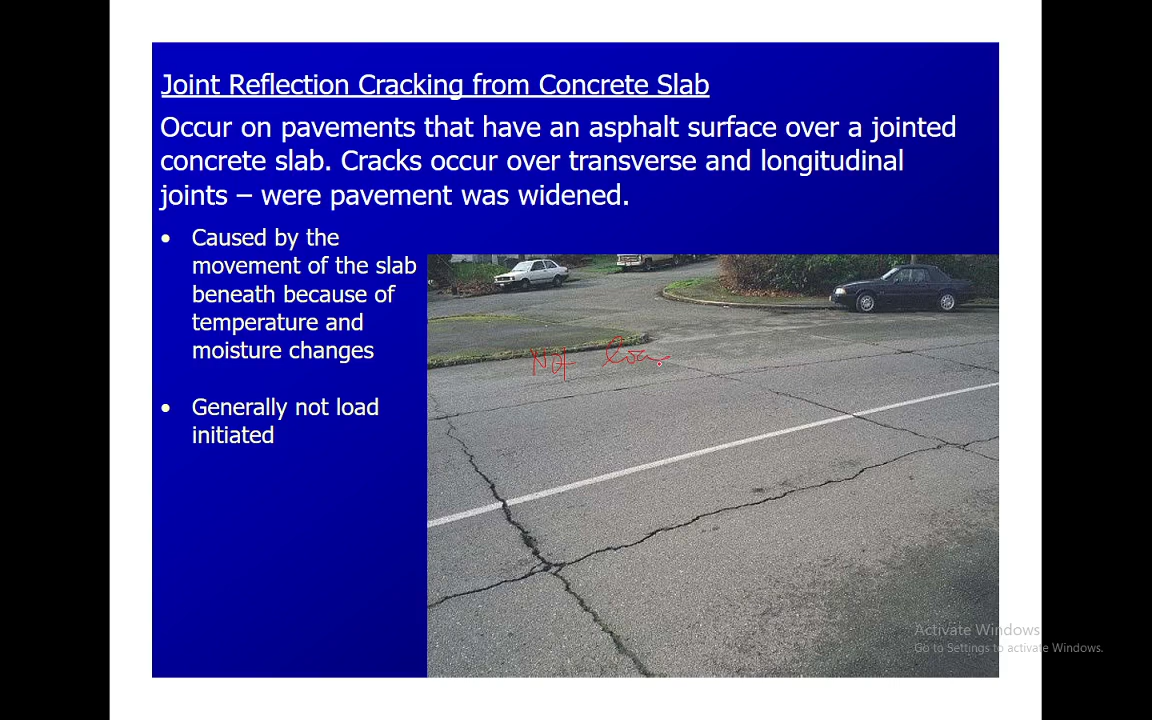 Joint Reflection Cracking from Concrete Slab
Occur on pavements that have an asphalt surface over a jointed
concrete slab. Cracks occur over transverse and longitudinal
joints – were pavement was widened.
• Caused by the
movement of the slab
beneath because of
temperature and
moisture changes
• Generally not load
initiated
Not
Activate Windows
Go to Settings to activate Windows.